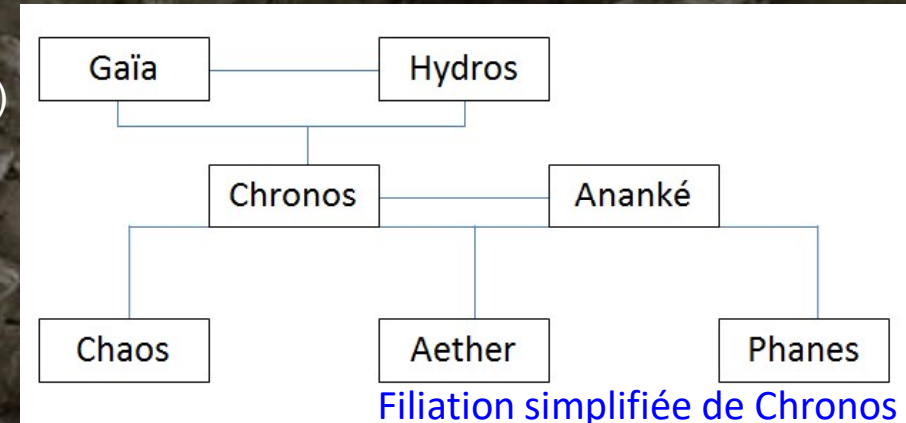 )
Gaïa Hydros
Chronos Ananké
Chaos Aether Phanes
Filiation simplifiée de Chronos